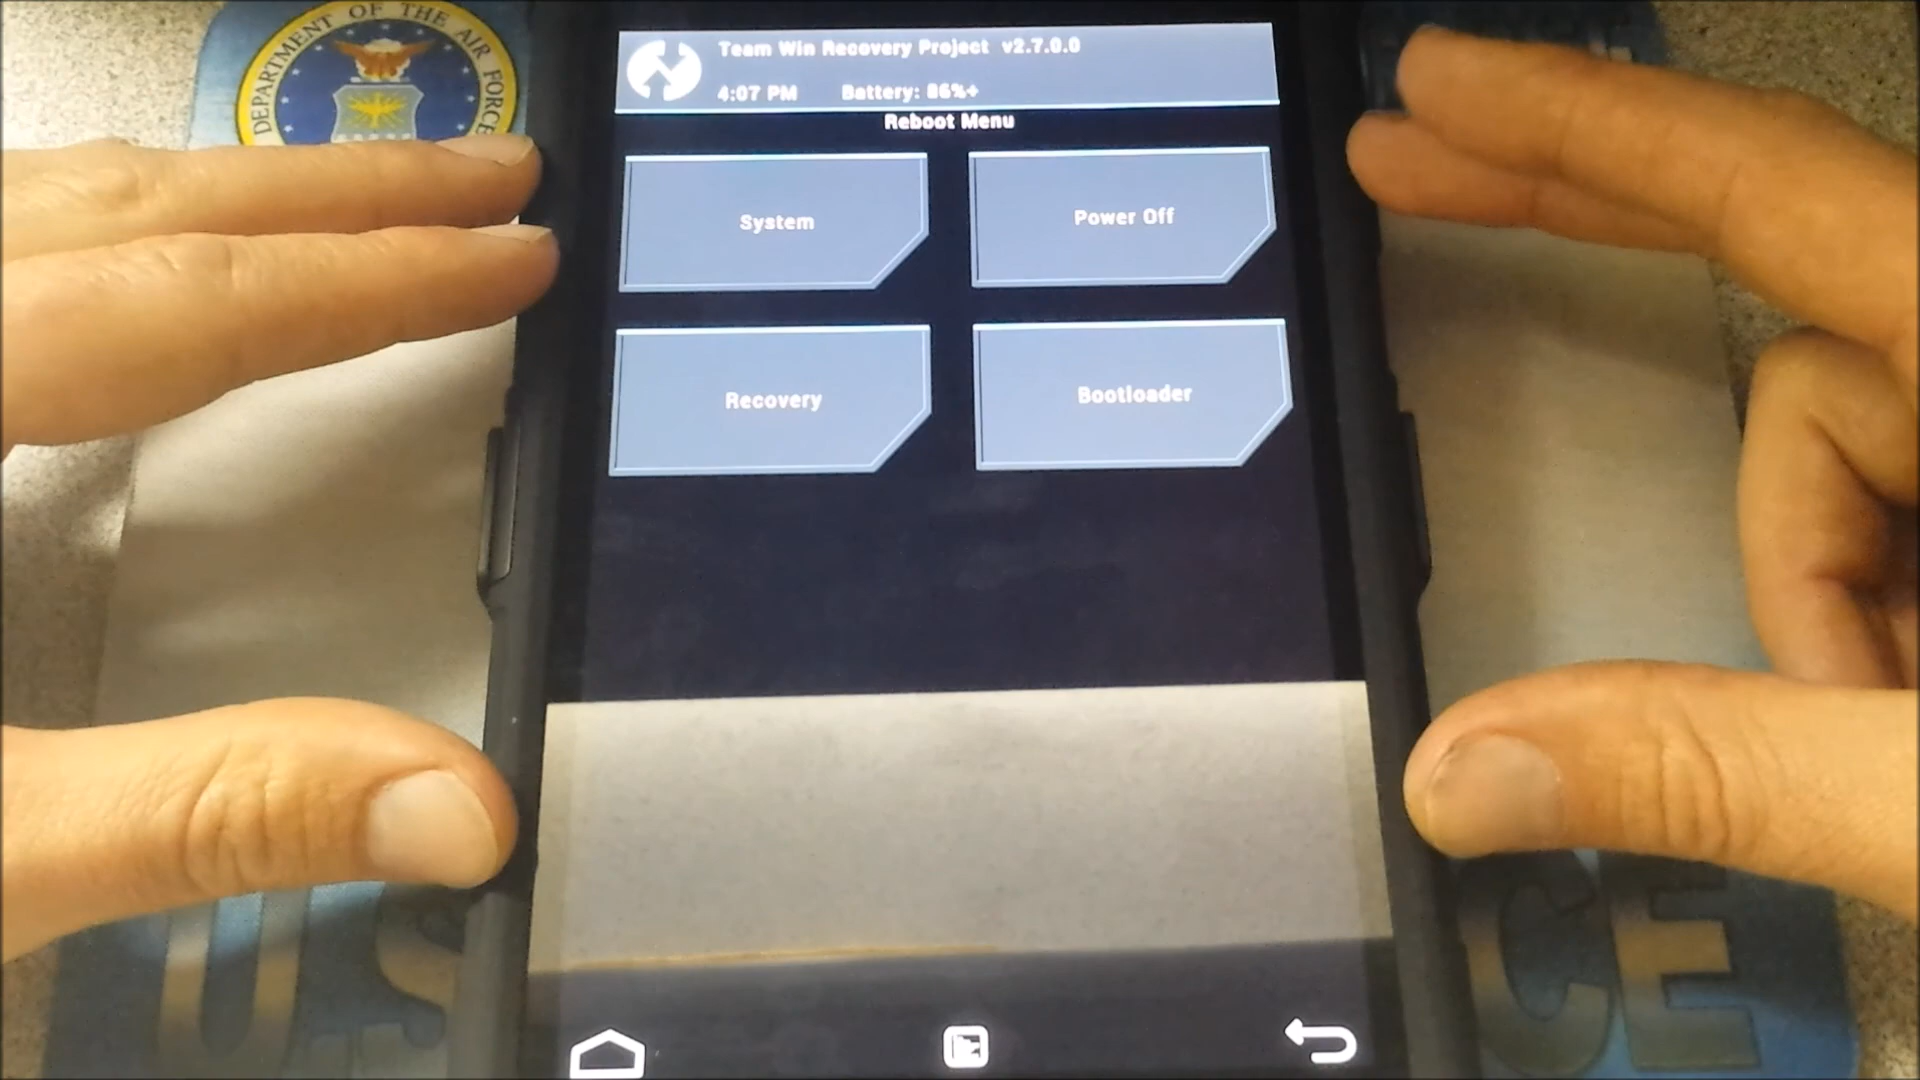 DEPARTMENT OF THE AIR FORCE
Team Win Recovery Project v2.7.0.0
4:07 PM Battery: 86%+
Reboot Menu
System
Power Off
Recovery
Bootloader
U.S
CE